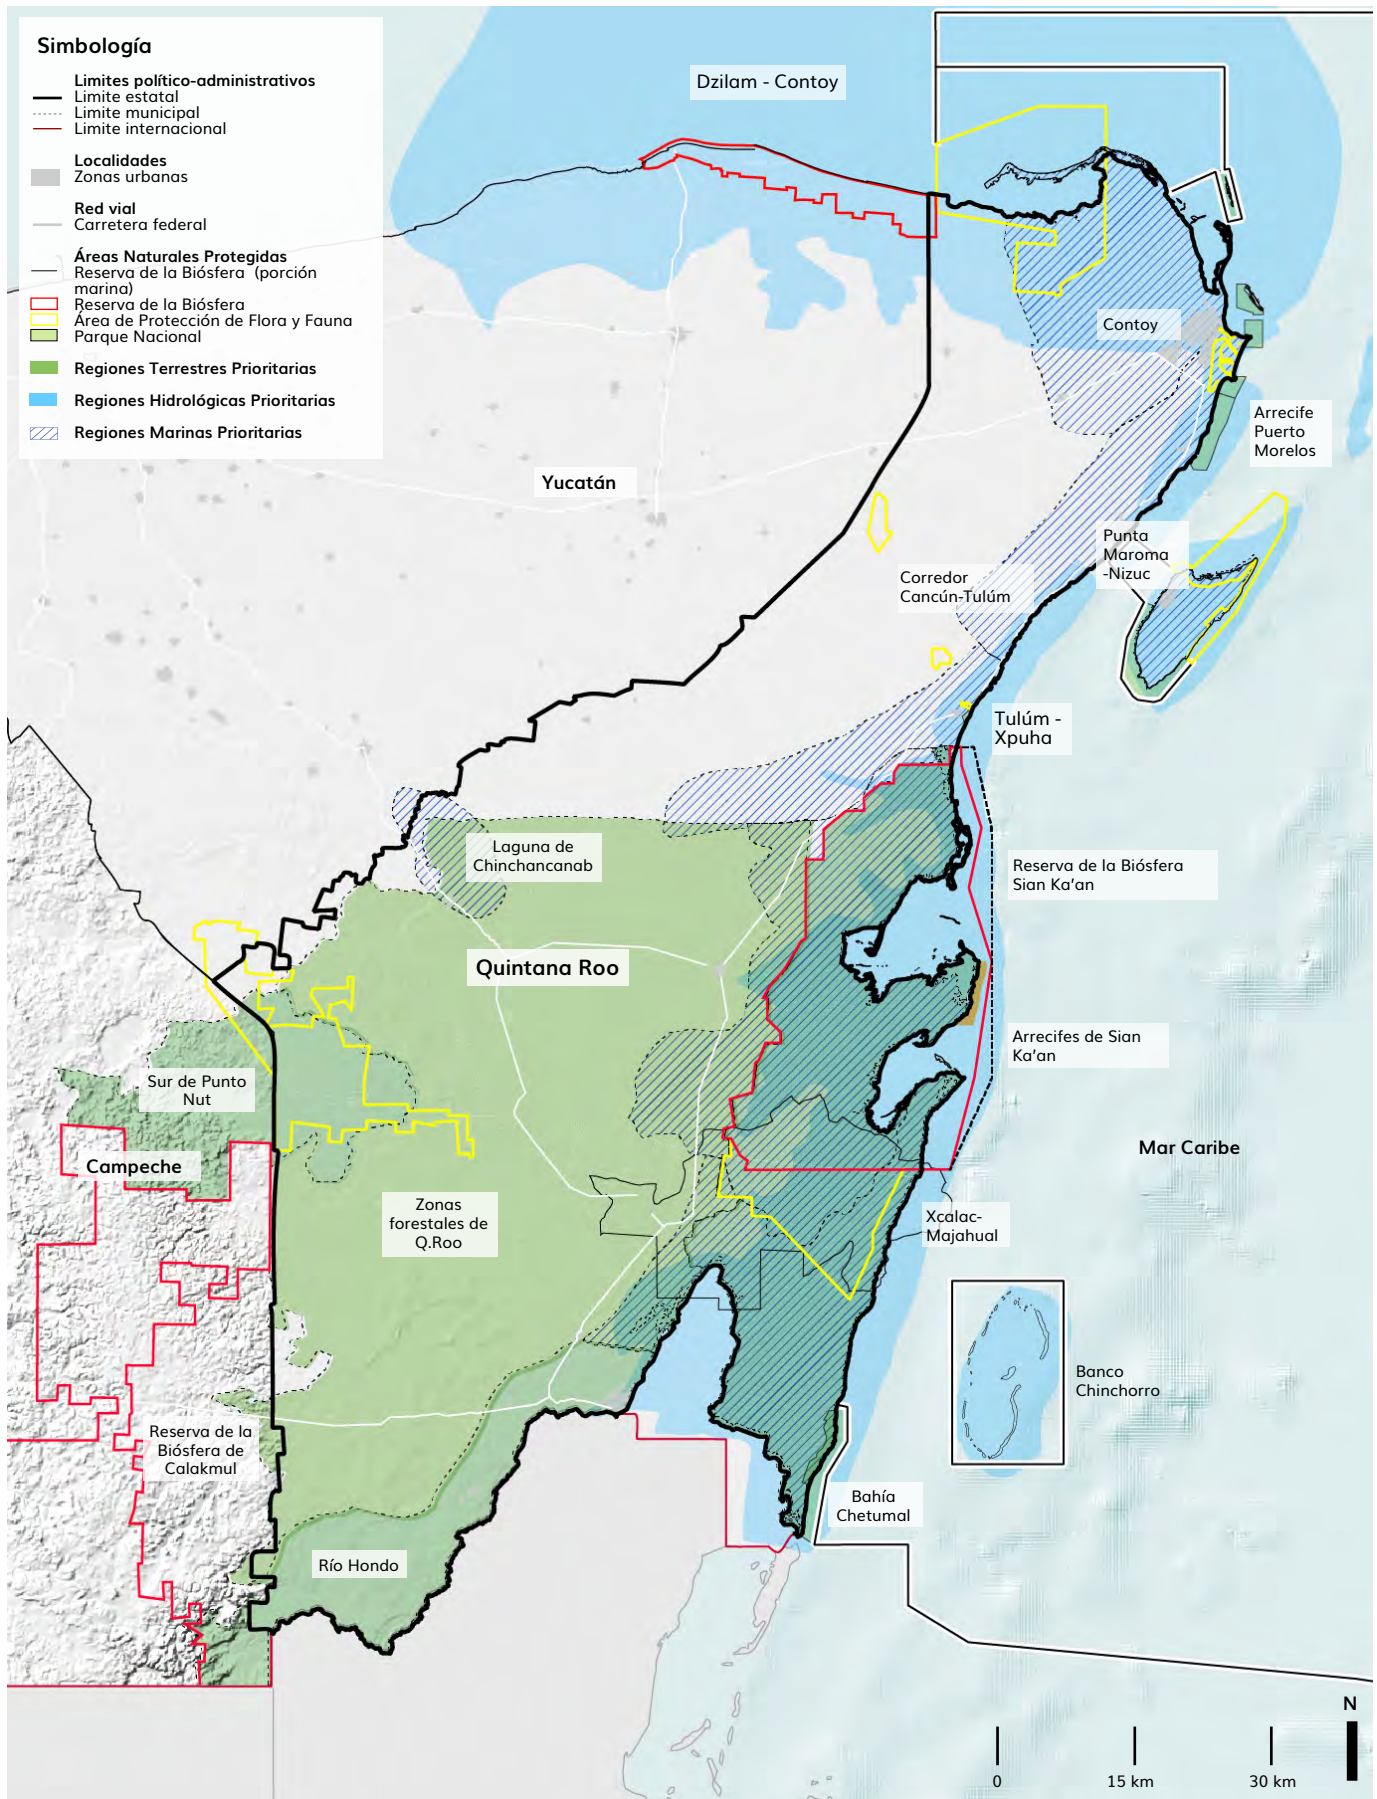 Simbología
Limites político-administrativos
Limite estatal
Limite municipal
Limite internacional
Localidades
Zonas urbanas
Red vial
Carretera federal
Áreas Naturales Protegidas
Reserva de la Biósfera (porción
marina)
Reserva de la Biósfera
Área de Protección de Flora y Fauna
Parque Nacional
Regiones Terrestres Prioritarias
Regiones Hidrológicas Prioritarias
Regiones Marinas Prioritarias
Dzilam - Contoy
Contoy
Arrecife
Puerto
Morelos
Yucatán
Punta
Maroma
-Nizuc
Corredor
Cancún-Tulúm
Tulúm -
Xpuha
Laguna de
Chinchancanab
Reserva de la Biósfera
Sian Ka'an
Quintana Roo
Arrecifes de Sian
Ka'an
Sur de Punto
Nut
Mar Caribe
Campeche
Zonas
forestales de
Q.Roo
Xcalac-
Majahual
Banco
Chinchorro
Reserva de la
Biósfera de
Calakmul
Bahía
Chetumal
Río Hondo
N
0
15 km
30 km